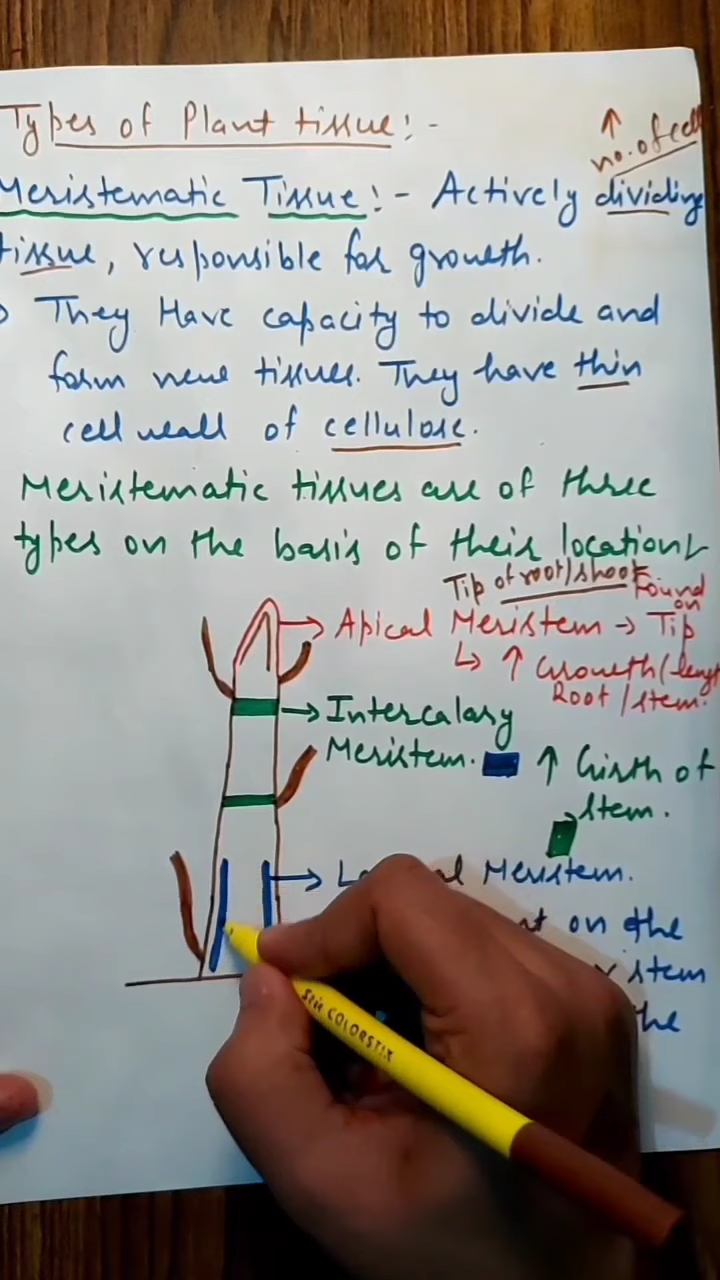 Types of Plant tissue:-
↑
no. of cell
Meristematic Tissue:- Actively dividing
tissue, responsible for growth.
They Have capacity to divide and
form new tissues. They have thin
cell wall of cellulose.
Meristematic tissues are of three
types on the basis of their location
Tip of root/shoot
Found
on
→ Apical Meristem → Tip
↳ ↑ Growth/length
Root/stem.
→ Intercalary
Meristem.
↑ Girth of
stem.
→ Meristem.
on the
stem
the
COLORSTIX